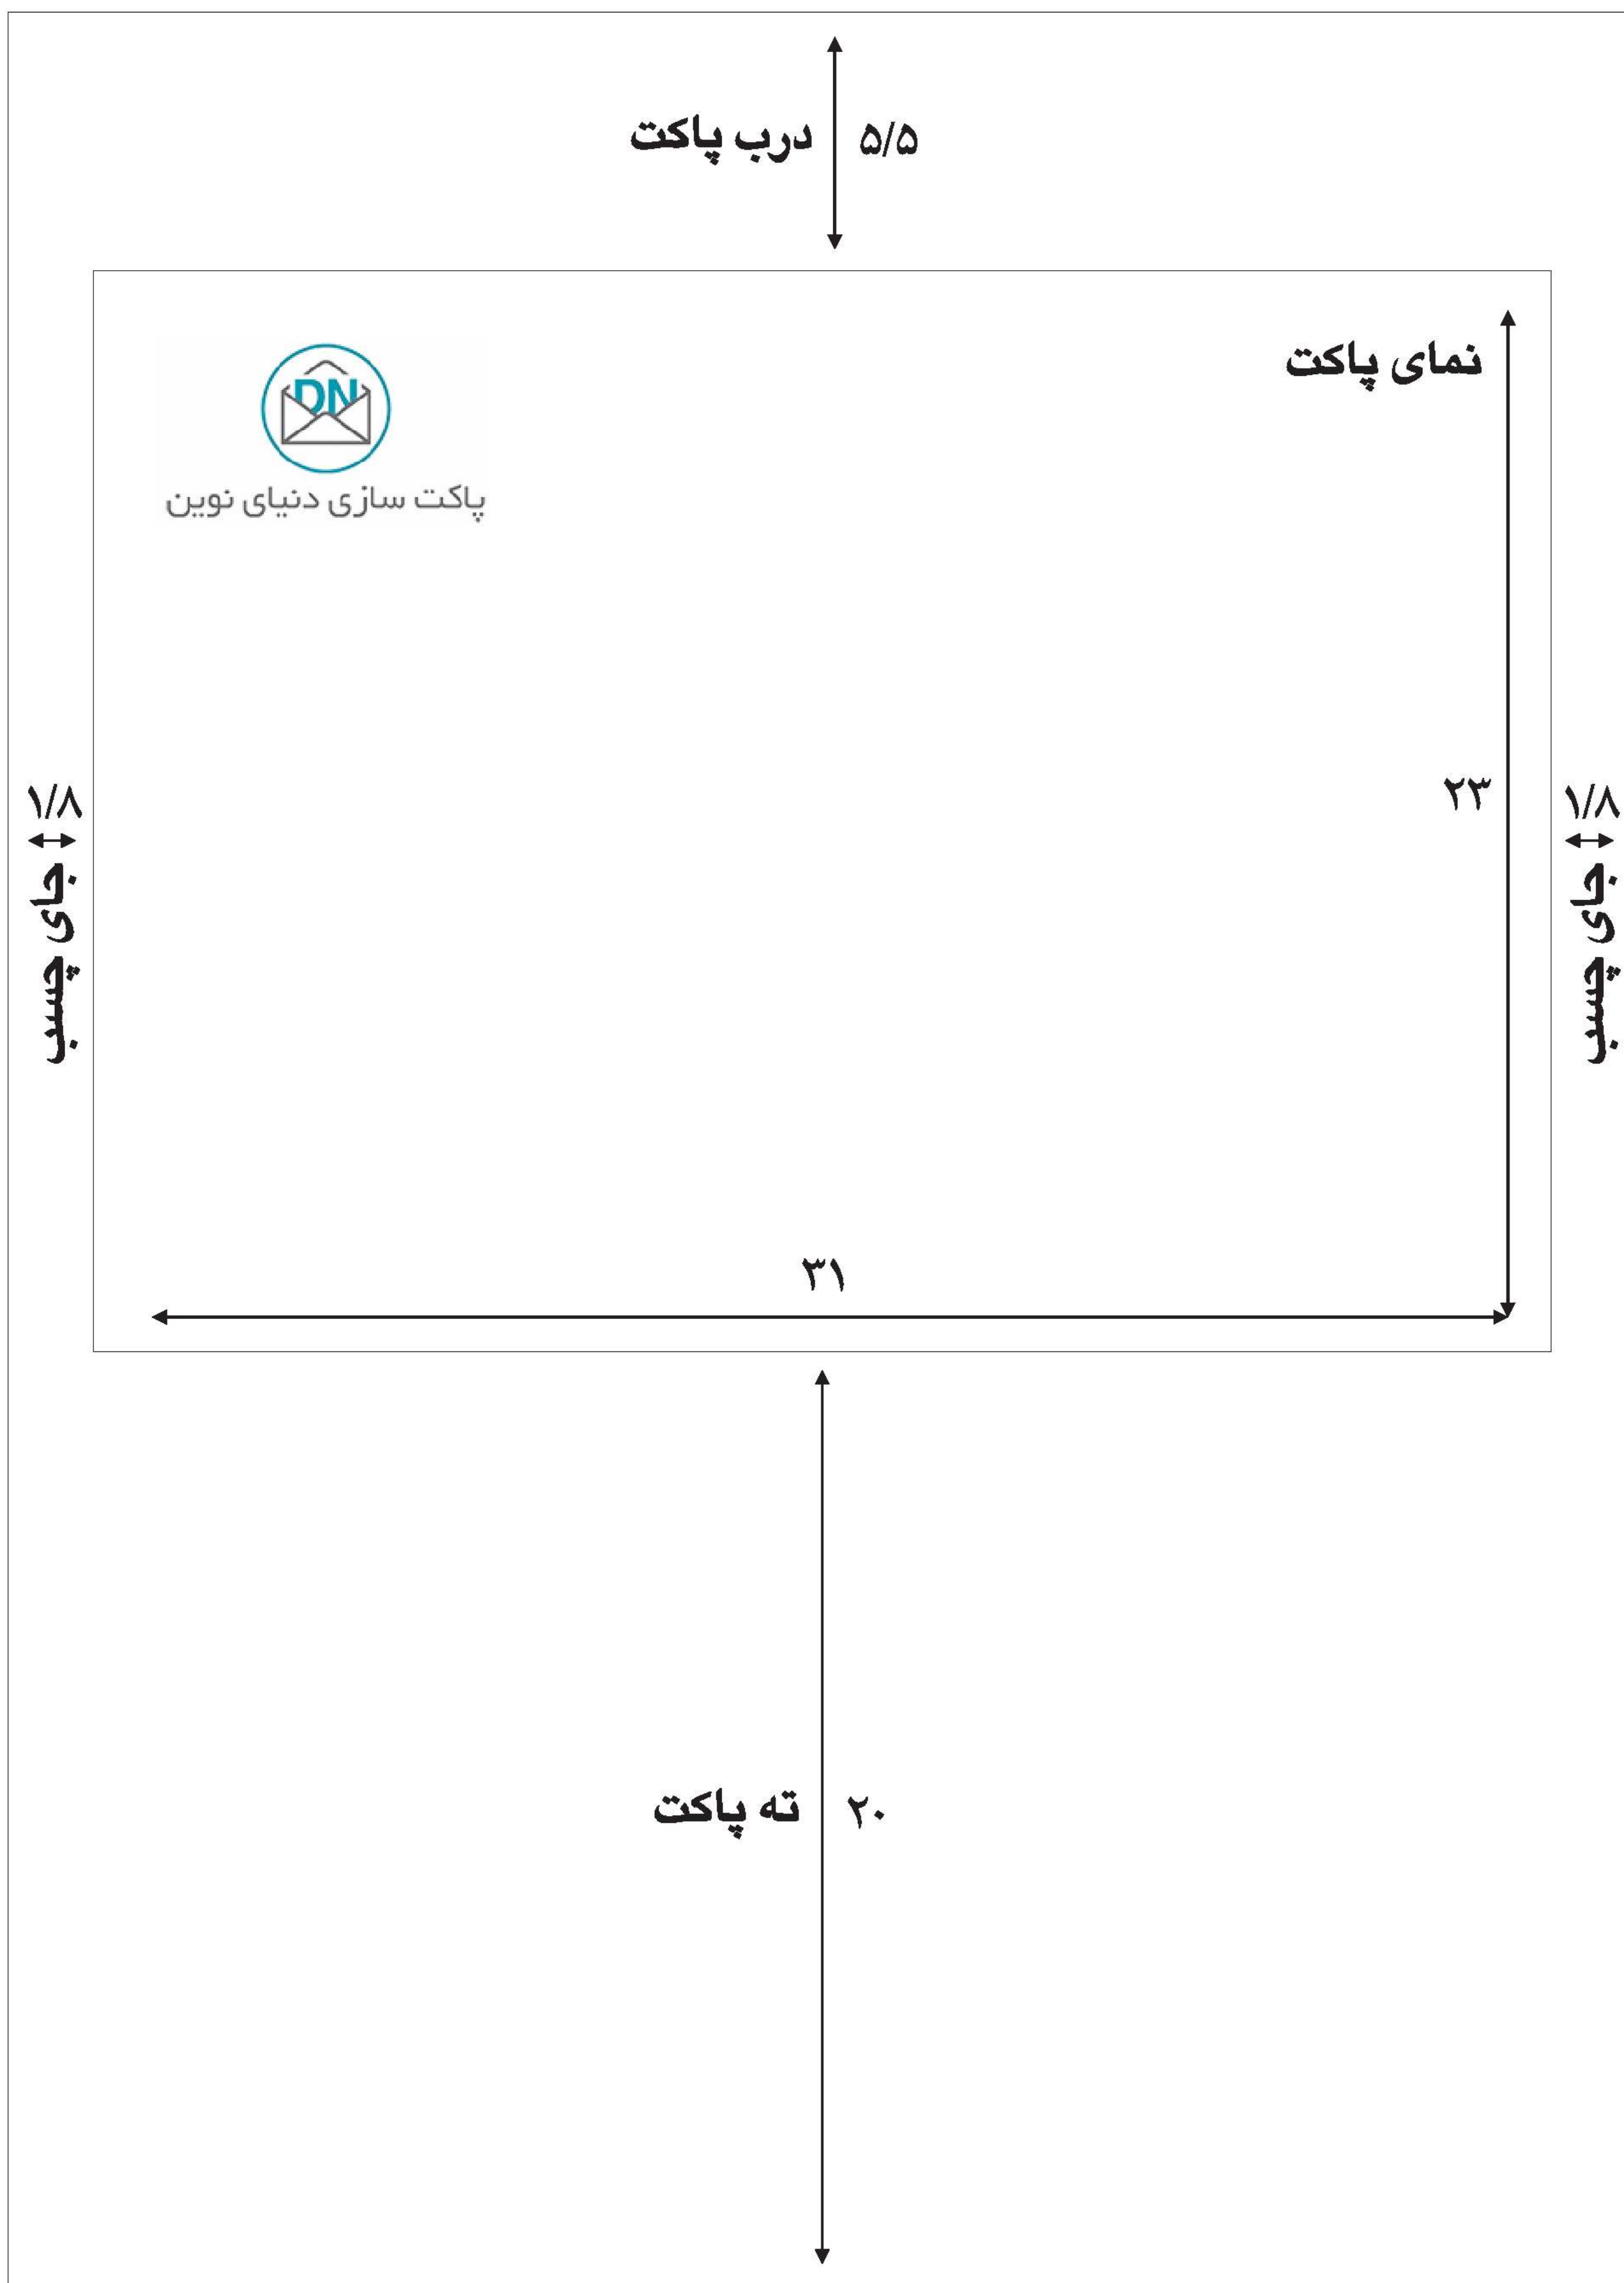 درب پاکت ۵/۵
نمای پاکت
DN
پاکت سازی دنیای نوین
۲۳
۱/۸
جای چسب
۱/۸
جای چسب
۳۱
ته پاکت ۲۰